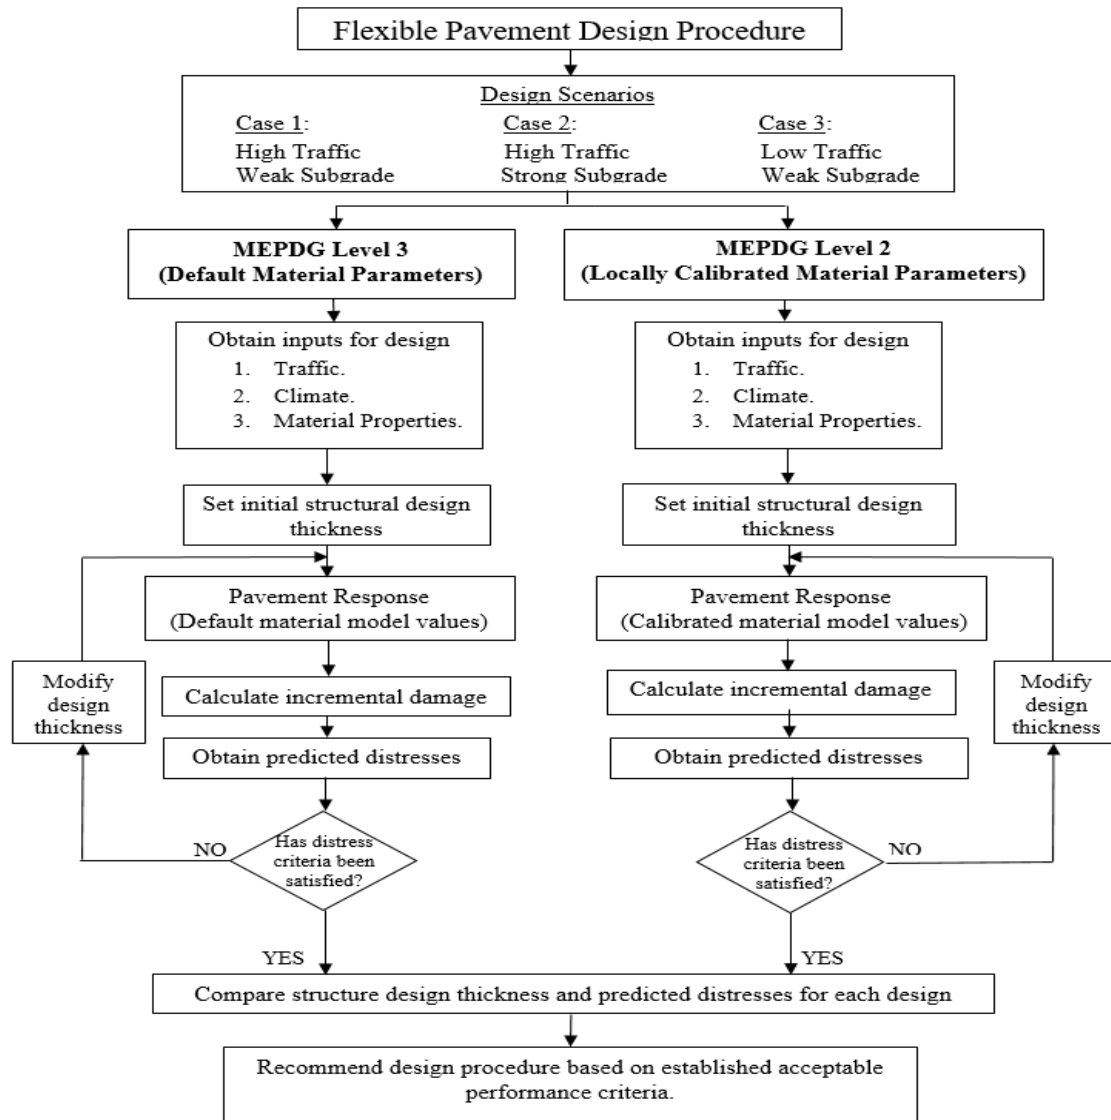 Flexible Pavement Design Procedure
Design Scenarios
Case 1:
High Traffic
Weak Subgrade
Case 2:
High Traffic
Strong Subgrade
Case 3:
Low Traffic
Weak Subgrade
MEPDG Level 3
(Default Material Parameters)
Obtain inputs for design
1. Traffic.
2. Climate.
3. Material Properties.
Set initial structural design
thickness
Pavement Response
(Default material model values)
Modify
design
thickness
Calculate incremental damage
Obtain predicted distresses
NO
Has distress
criteria been
satisfied?
YES
MEPDG Level 2
(Locally Calibrated Material Parameters)
Obtain inputs for design
1. Traffic.
2. Climate.
3. Material Properties.
Set initial structural design
thickness
Pavement Response
(Calibrated material model values)
Calculate incremental damage
Modify
design
thickness
Obtain predicted distresses
Has distress
criteria been
satisfied?
NO
YES
Compare structure design thickness and predicted distresses for each design
Recommend design procedure based on established acceptable
performance criteria.